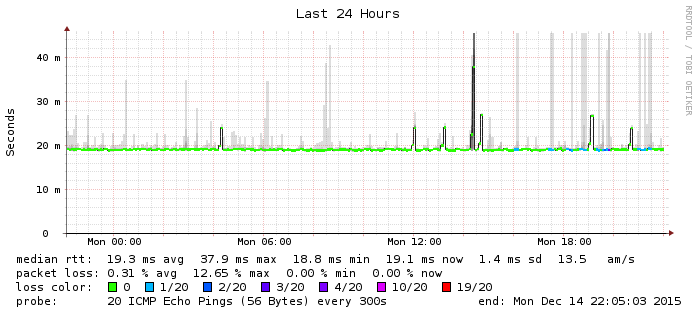 Last 24 Hours
RRDTOOL / TOBI OETIKER
Seconds
40 m
30 m
20 m
10 m
0
Mon 00:00 Mon 06:00 Mon 12:00 Mon 18:00
median rtt: 19.3 ms avg 37.9 ms max 18.8 ms min 19.1 ms now 1.4 ms sd 13.5 am/s
packet loss: 0.31 % avg 12.65 % max 0.00 % min 0.00 % now
loss color: 0 1/20 2/20 3/20 4/20 10/20 19/20
probe: 20 ICMP Echo Pings (56 Bytes) every 300s end: Mon Dec 14 22:05:03 2015